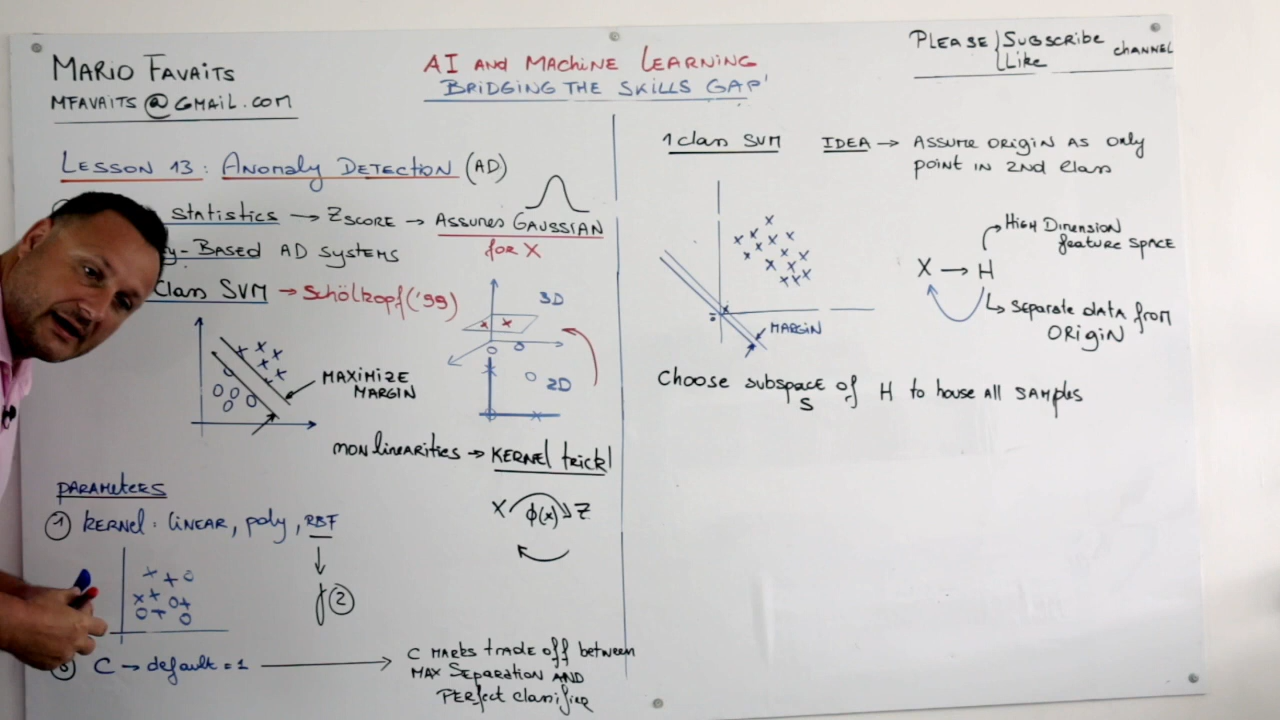 MARIO FAVAITS
MFAVAITS@GMAIL.COM
AI AND MACHINE LEARNING
BRIDGING THE SKILLS GAP'
PLEASE SUBSCRIBE
LIKE
CHANNEL
LESSON 13: ANOMALY DETECTION (AD)
STATISTICS → ZSCORE → ASSUMES GAUSSIAN
for X
-BASED AD SYSTEMS
Class SVM → Schölkopf('99)
3D
2D
MAXIMIZE
MARGIN
NON linearities → KERNEL trick!
X Φ(x) Z
PARAMETERS
① KERNEL: LINEAR, poly, RBF
②
C → default = 1
C MARKS trade off between
MAX Separation AND
PERfect classifier
1 class SVM IDEA → ASSUME ORIGIN AS only
point in 2nd Class
MARGIN
High Dimension
feature SPACE
X → H
Separate DATA from
ORIGIN
Choose subspace of H to house all SAMPLES
S